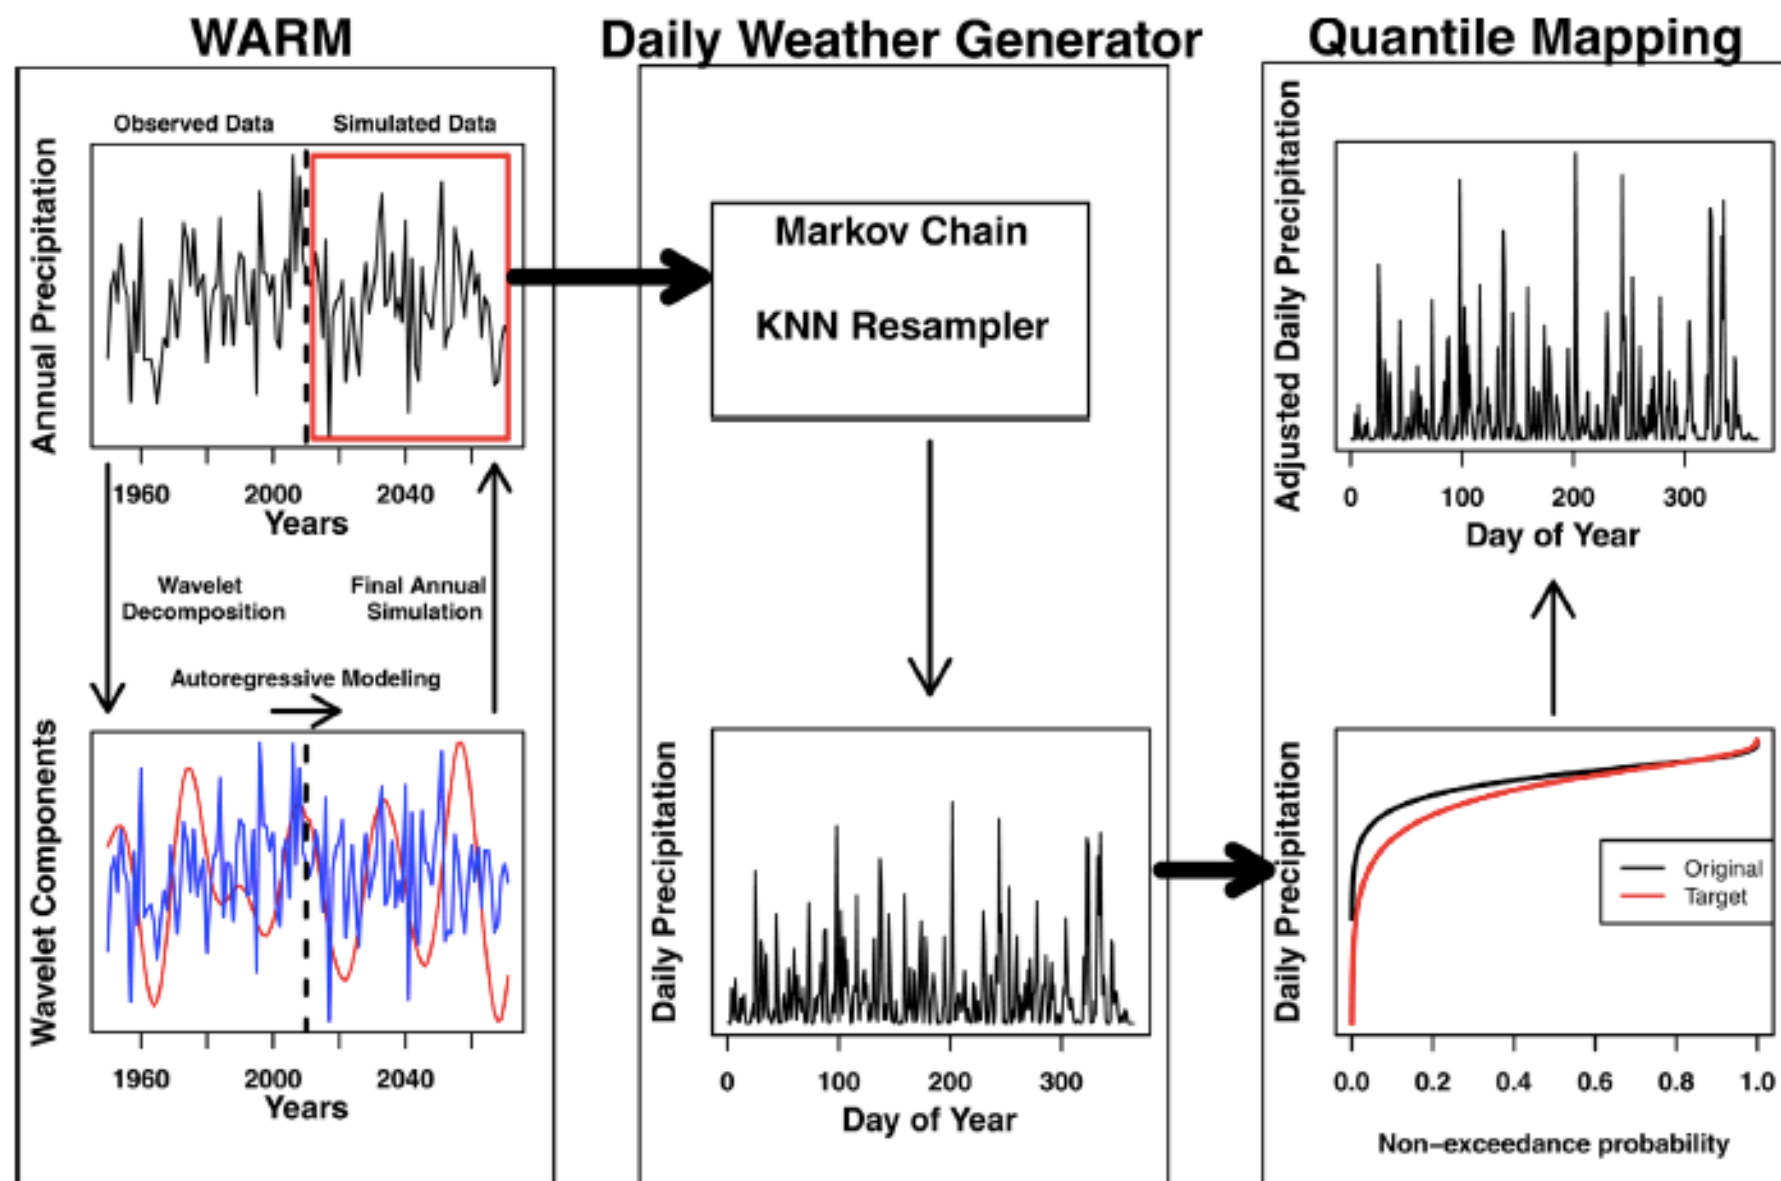 WARM
Observed Data
Simulated Data
Annual Precipitation
1960
2000
2040
Years
Wavelet
Decomposition
Final Annual
Simulation
Autoregressive Modeling
Wavelet Components
1960
2000
2040
Years
Daily Weather Generator
Markov Chain
KNN Resampler
Daily Precipitation
0
100
200
300
Day of Year
Quantile Mapping
Adjusted Daily Precipitation
0
100
200
300
Day of Year
Daily Precipitation
Original
Target
0.0
0.2
0.4
0.6
0.8
1.0
Non-exceedance probability